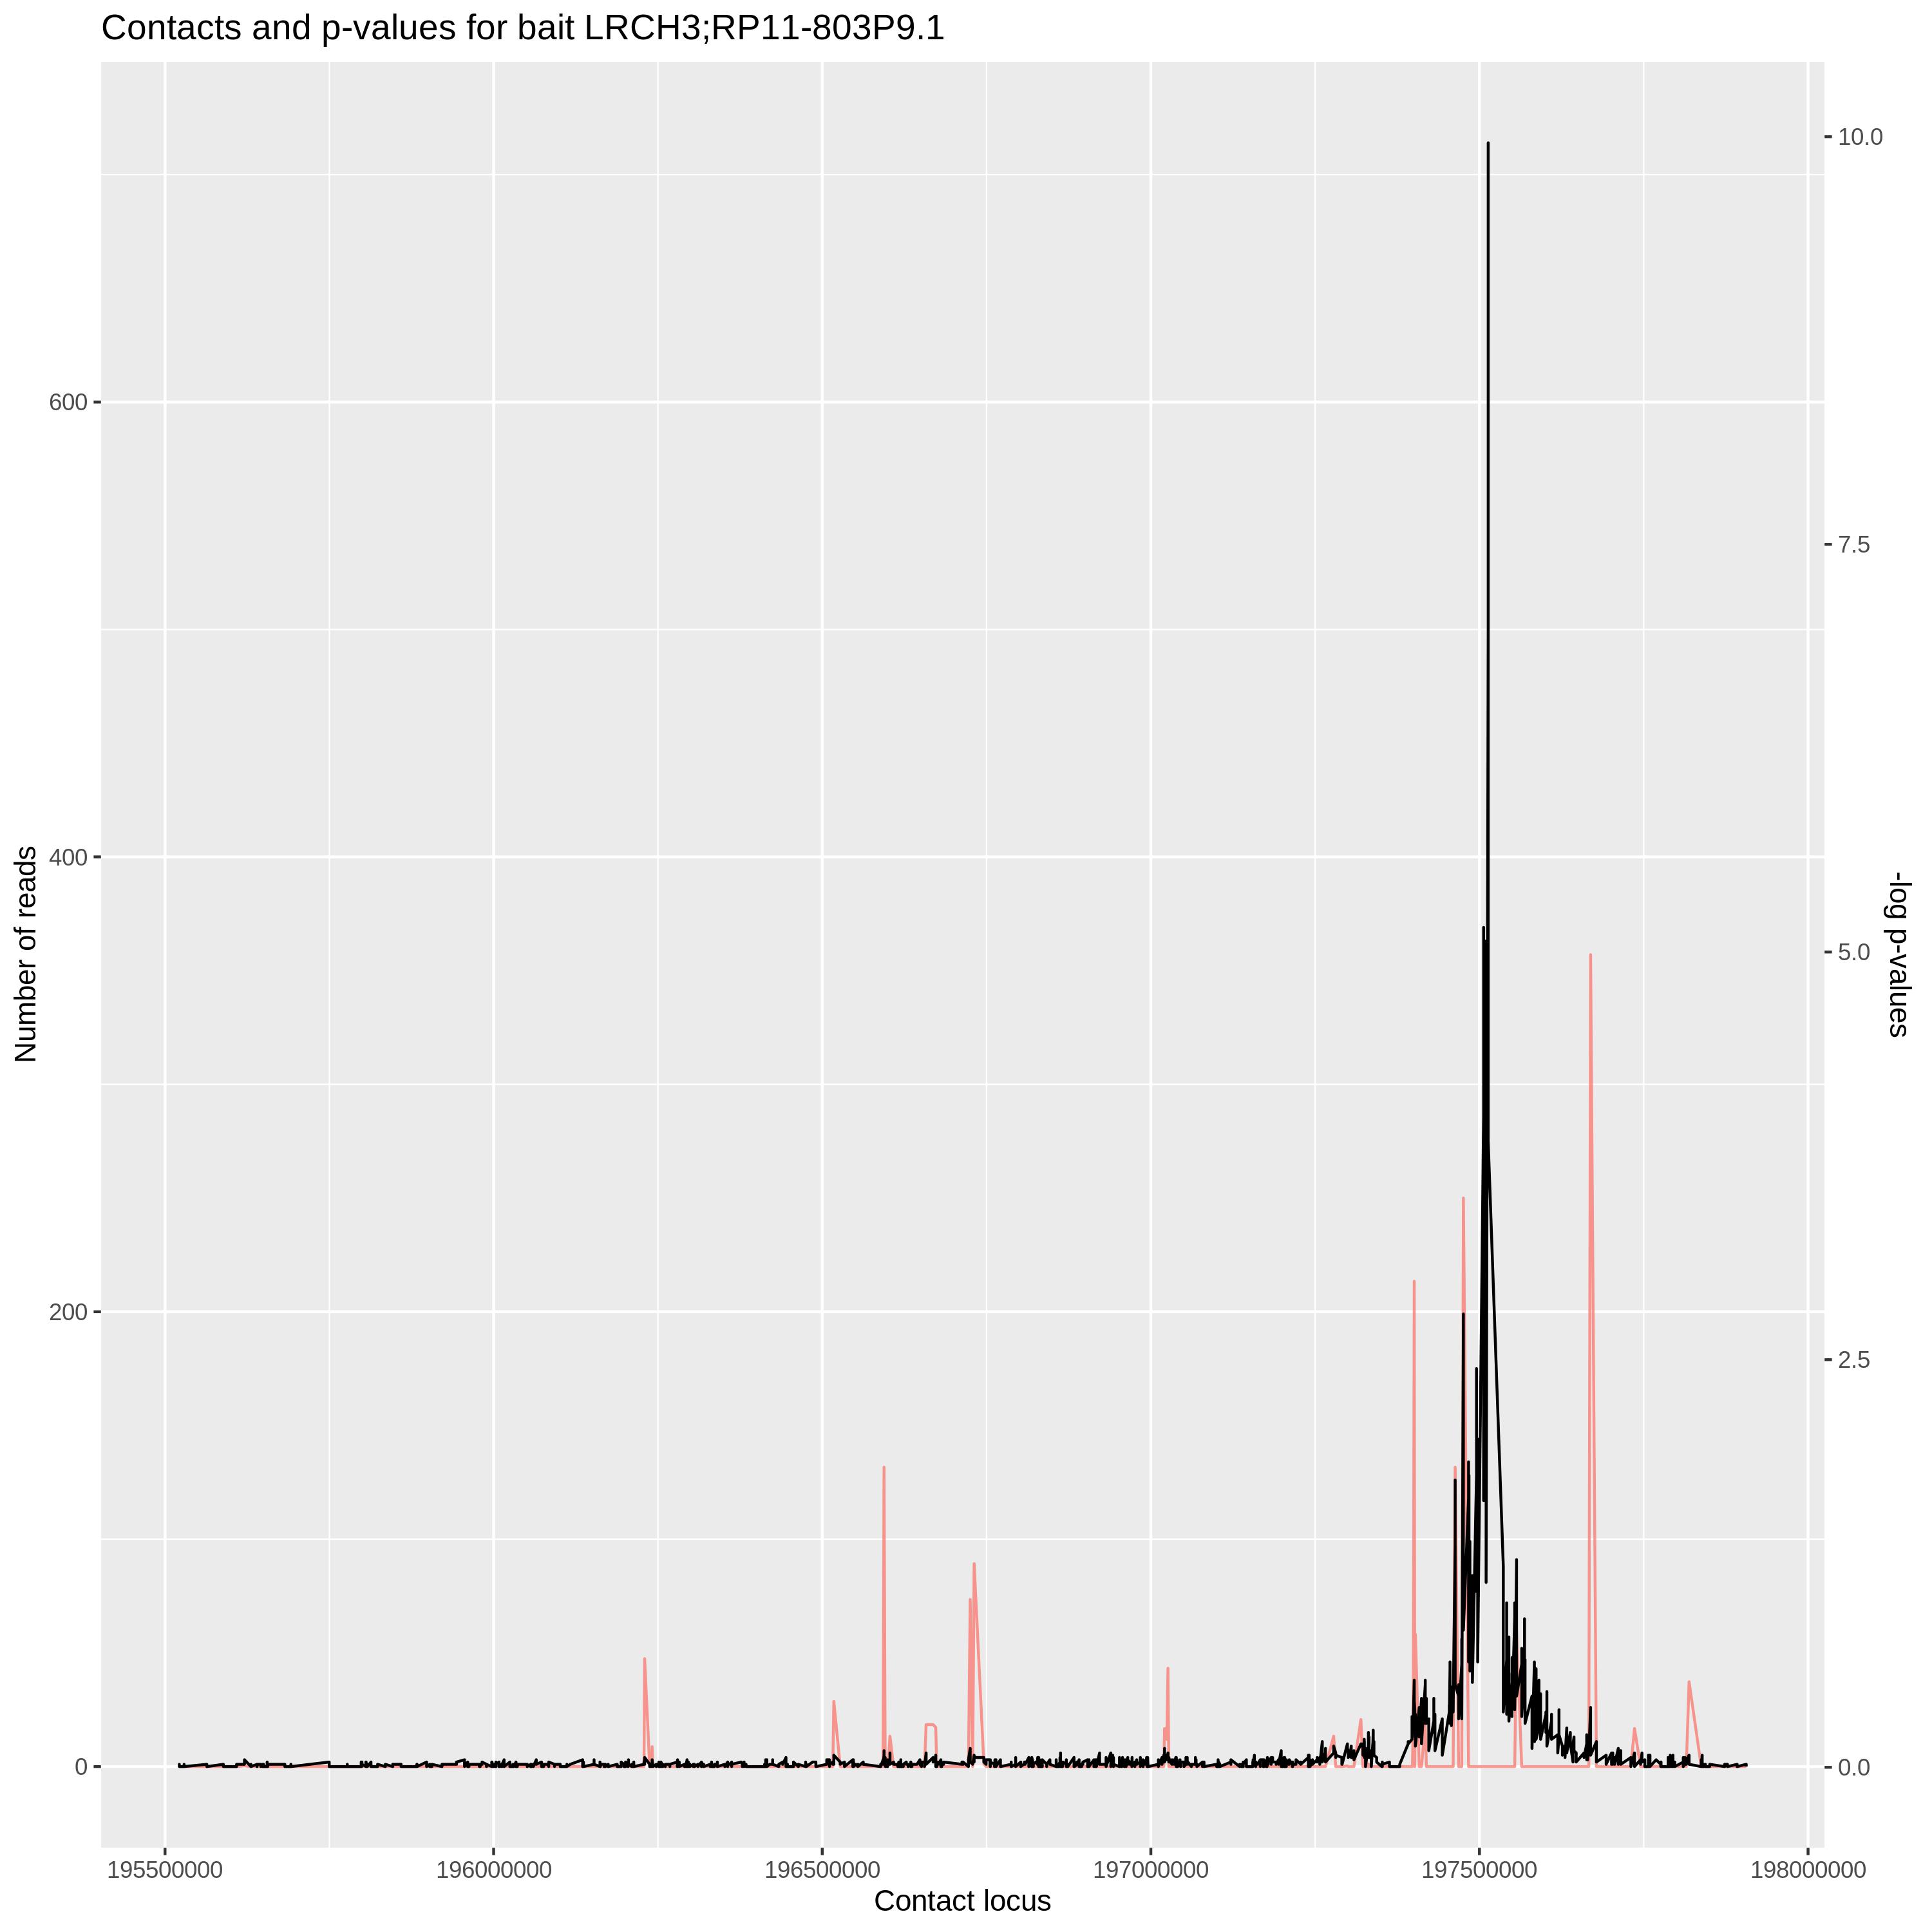 Contacts and p-values for bait LRCH3;RP11-803P9.1
10.0
600
7.5
Number of reads
400
5.0
-log p-values
200
2.5
0
0.0
195500000 196000000 196500000 197000000 197500000 198000000
Contact locus